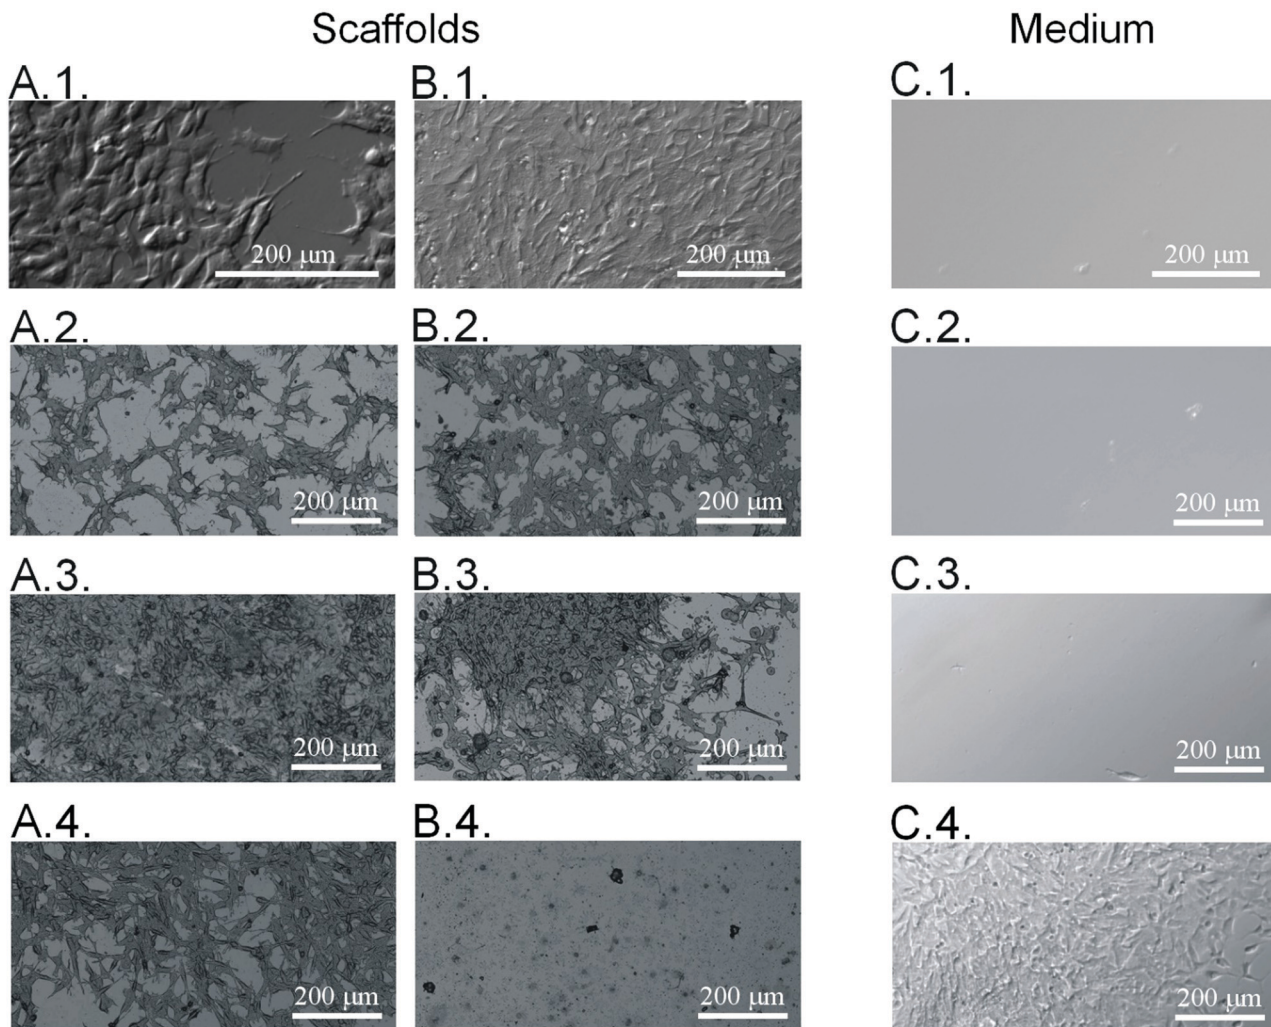 Scaffolds Medium
A.1. B.1. C.1.
200 µm 200 µm 200 µm
A.2. B.2. C.2.
200 µm 200 µm 200 µm
A.3. B.3. C.3.
200 µm 200 µm 200 µm
A.4. B.4. C.4.
200 µm 200 µm 200 µm